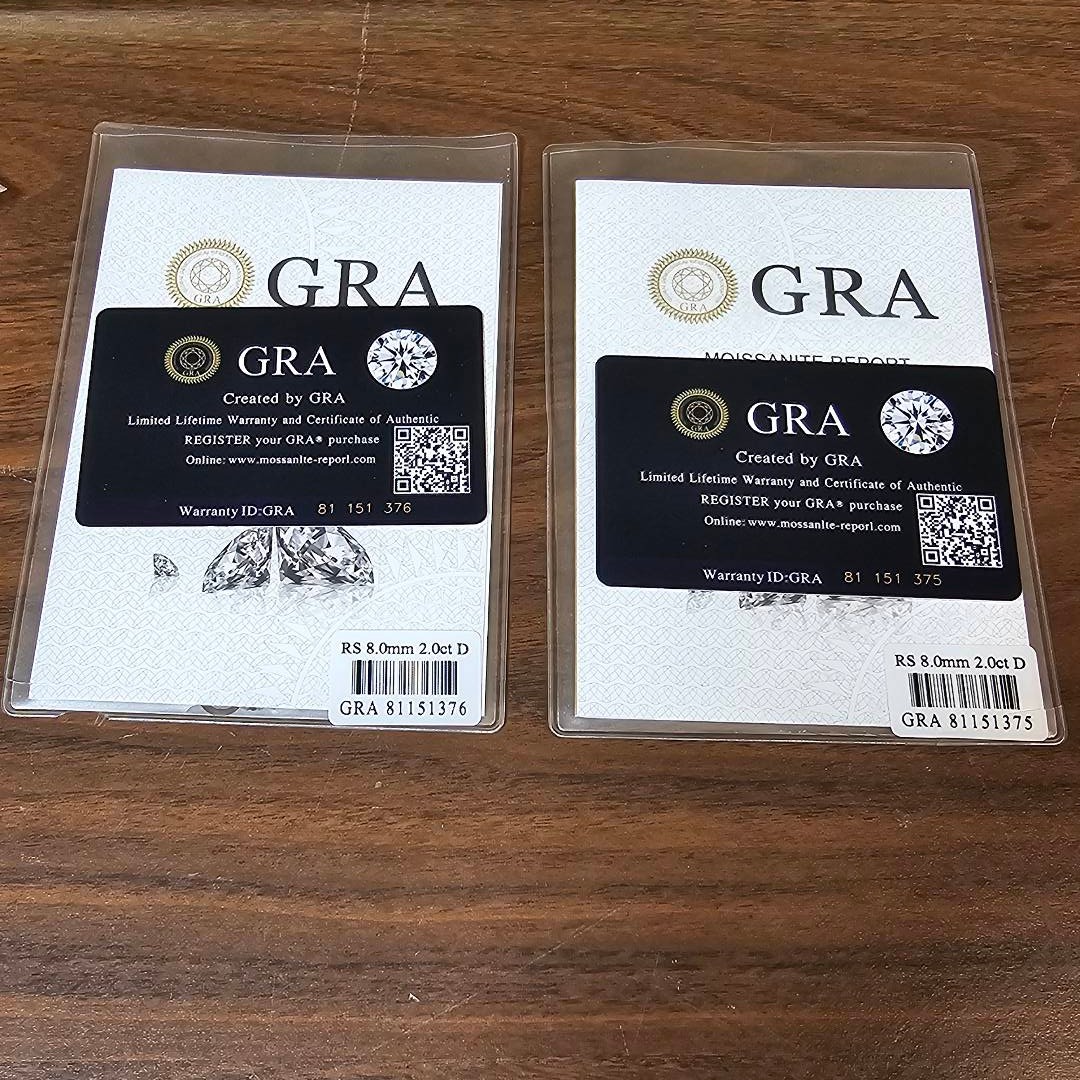 GRA
GRA
GRA
GRA
Created by GRA
Limited Lifetime Warranty and Certificate of Authentic
REGISTER your GRA® purchase
Online: www.mossanlte-reporl.com
Warranty ID:GRA 81 151 376
RS 8.0mm 2.0ct D
GRA 81151376
GRA
GRA
MOISSANITE REPORT
GRA
GRA
Created by GRA
Limited Lifetime Warranty and Certificate of Authentic
REGISTER your GRA® purchase
Online: www.mossanlte-reporl.com
Warranty ID:GRA 81 151 375
RS 8.0mm 2.0ct D
GRA 81151375